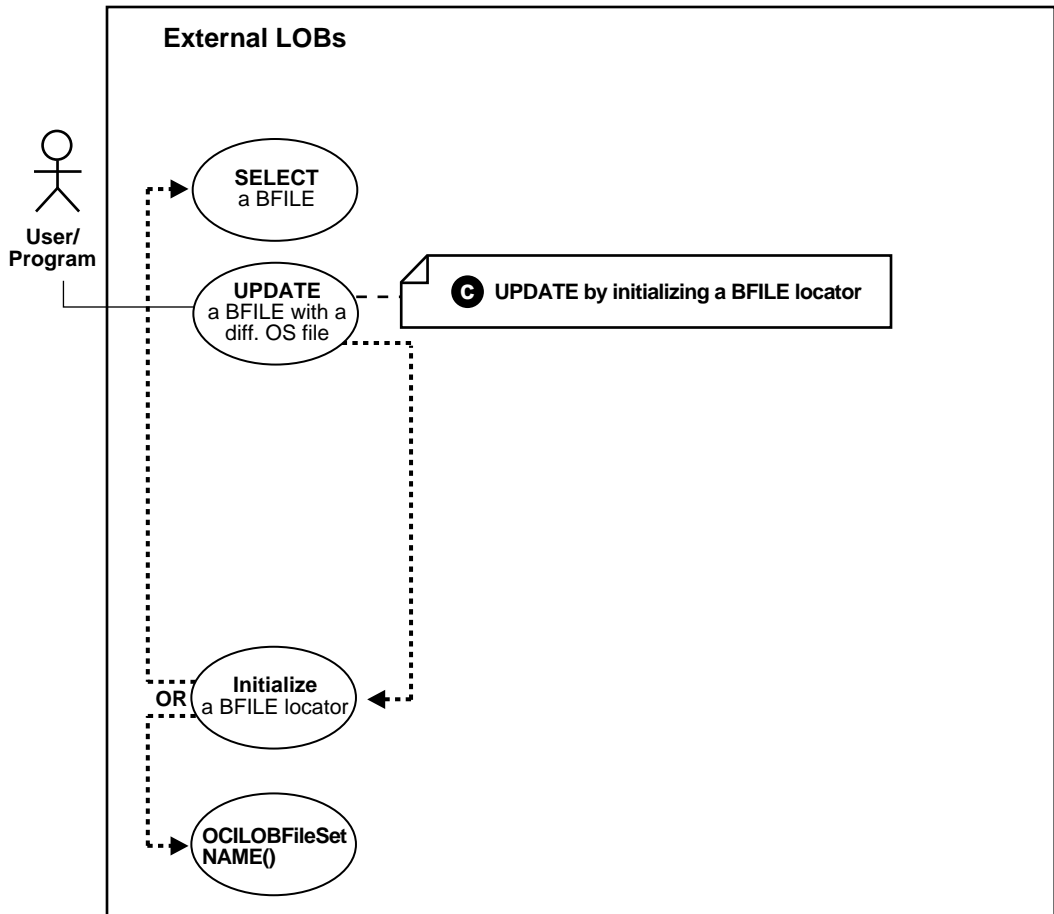 External LOBs
SELECT
a BFILE
User/
Program
UPDATE
a BFILE with a
diff. OS file
C UPDATE by initializing a BFILE locator
Initialize
a BFILE locator
OR
OCILOBFileSet
NAME()